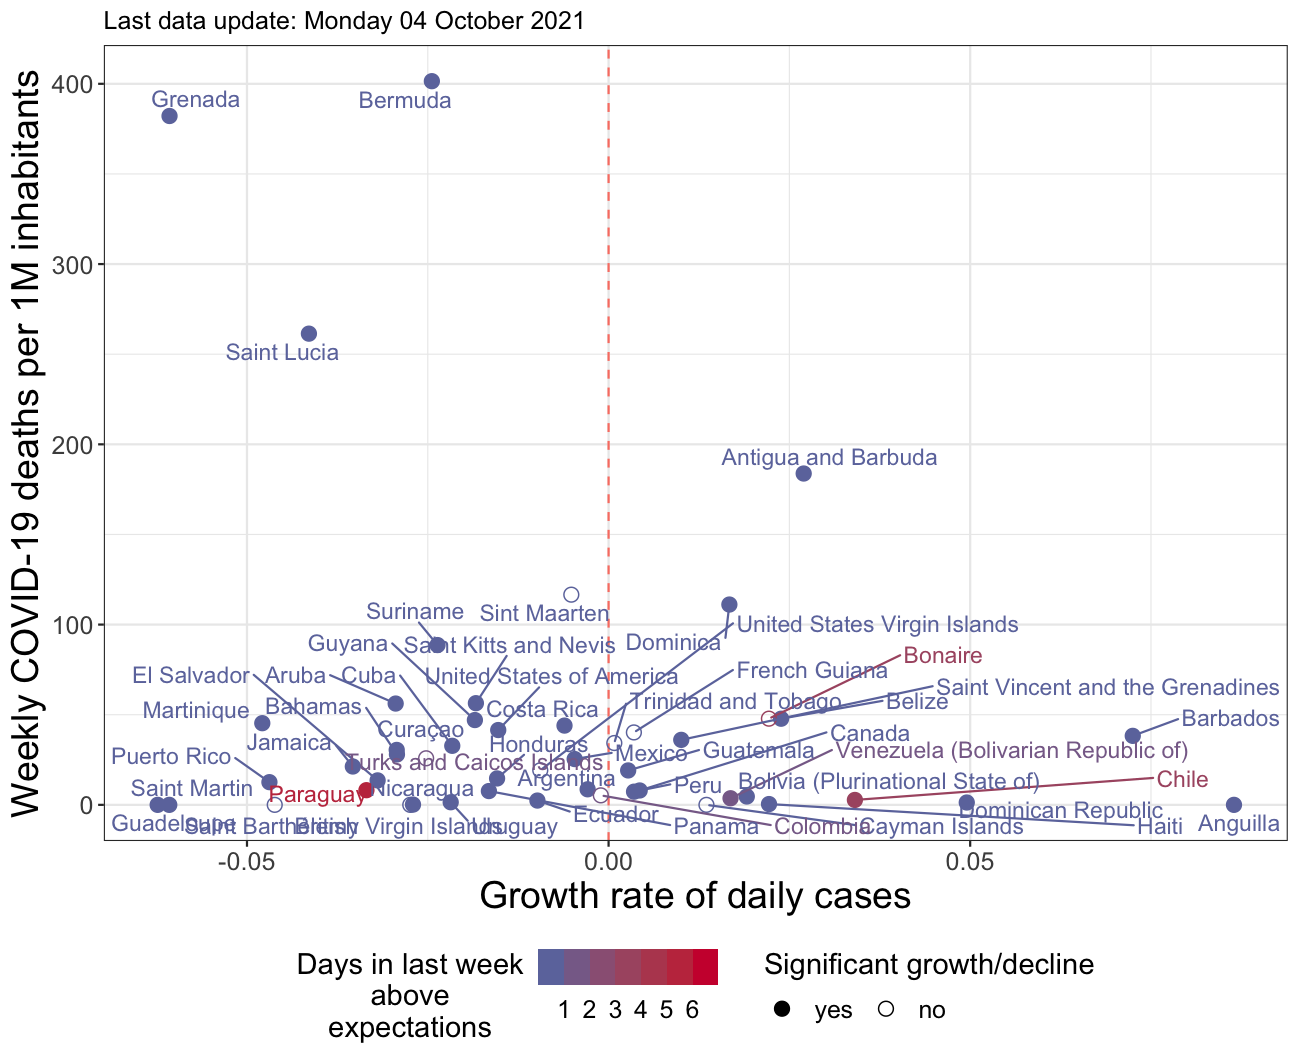 Last data update: Monday 04 October 2021
Weekly COVID-19 deaths per 1M inhabitants
400
300
200
100
0
Grenada
Bermuda
Saint Lucia
Antigua and Barbuda
Suriname
Sint Maarten
United States Virgin Islands
Guyana
Saint Kitts and Nevis
Dominica
Bonaire
El Salvador
Aruba
Cuba
United States of America
French Guiana
Saint Vincent and the Grenadines
Martinique
Bahamas
Costa Rica
Trinidad and Tobago
Belize
Barbados
Curaçao
Canada
Jamaica
Honduras
Mexico
Guatemala
Venezuela (Bolivarian Republic of)
Puerto Rico
Turks and Caicos Islands
Argentina
Bolivia (Plurinational State of)
Chile
Saint Martin
Paraguay
Nicaragua
Peru
Dominican Republic
Ecuador
Guadeloupe
Saint Barthélemy
British Virgin Islands
Uruguay
Panama
Colombia
Cayman Islands
Haiti
Anguilla
-0.05
0.00
0.05
Growth rate of daily cases
Days in last week
above
expectations
1 2 3 4 5 6
Significant growth/decline
yes
no